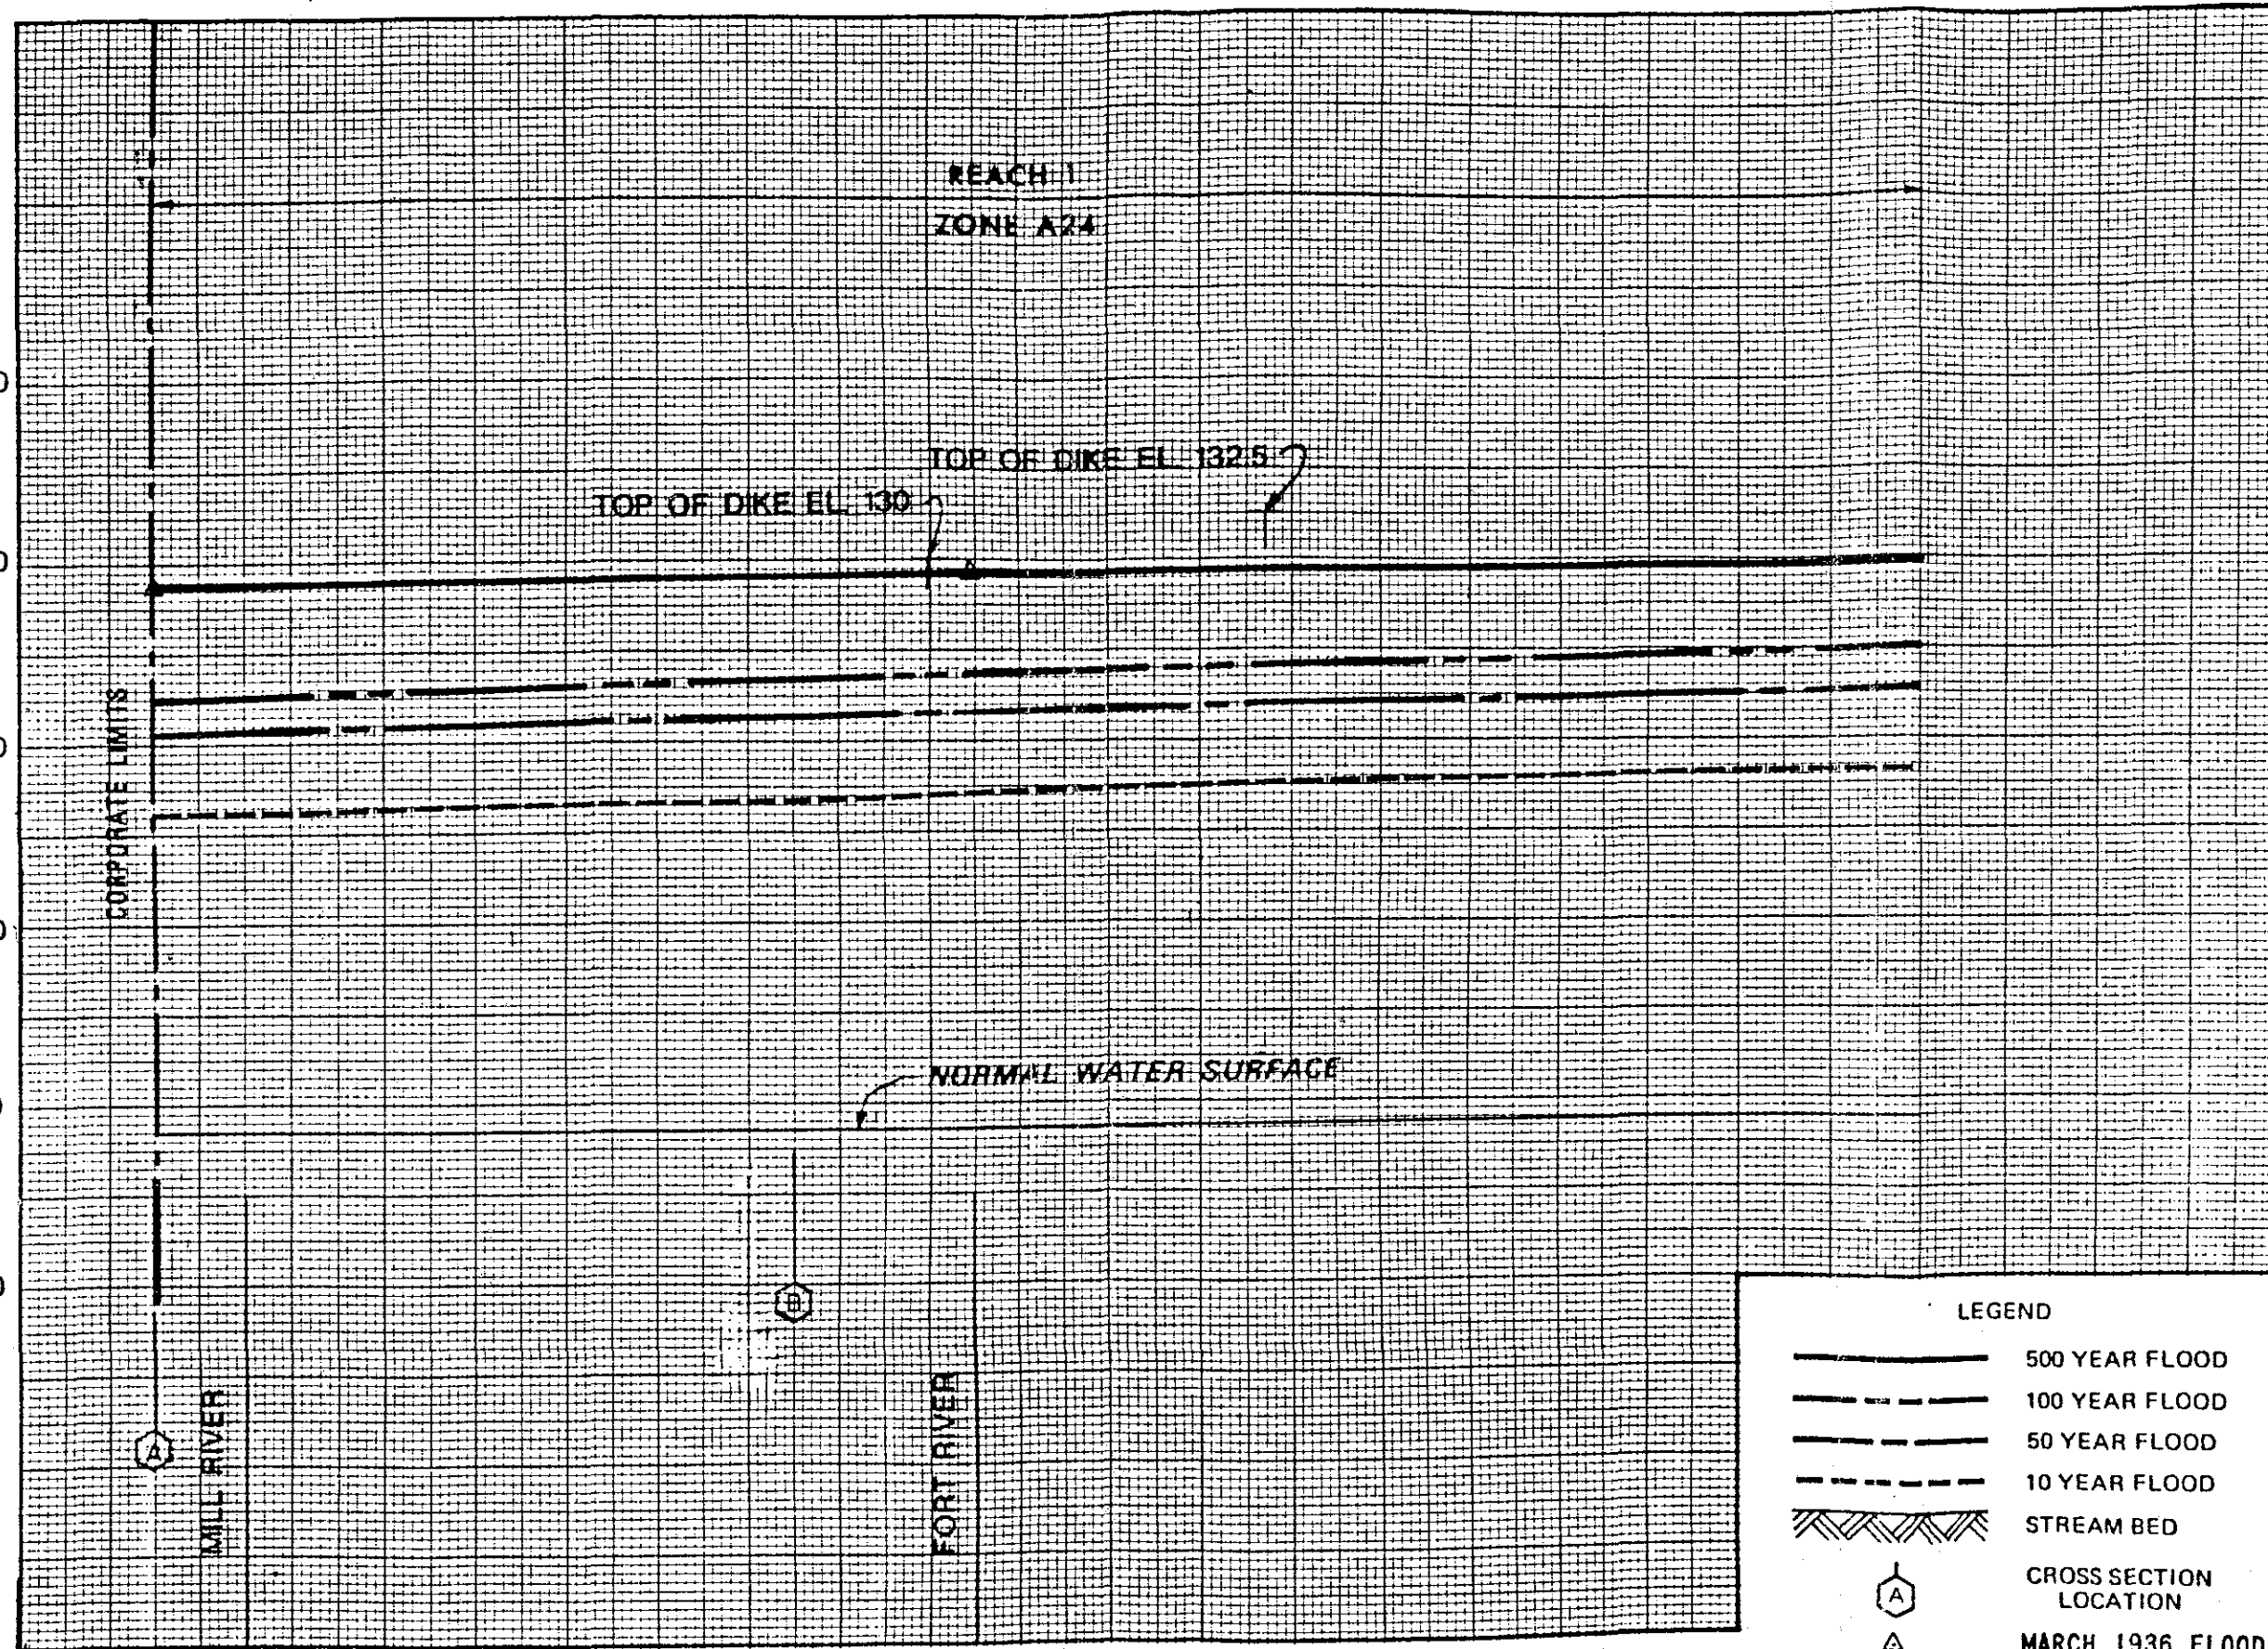 REACH 1
ZONE A24
TOP OF DIKE EL. 132.5
TOP OF DIKE EL. 130
CORPORATE LIMITS
NORMAL WATER SURFACE
A
B
MILL RIVER
FORT RIVER
LEGEND
500 YEAR FLOOD
100 YEAR FLOOD
50 YEAR FLOOD
10 YEAR FLOOD
STREAM BED
A
CROSS SECTION
LOCATION
MARCH 1936 FLOOD